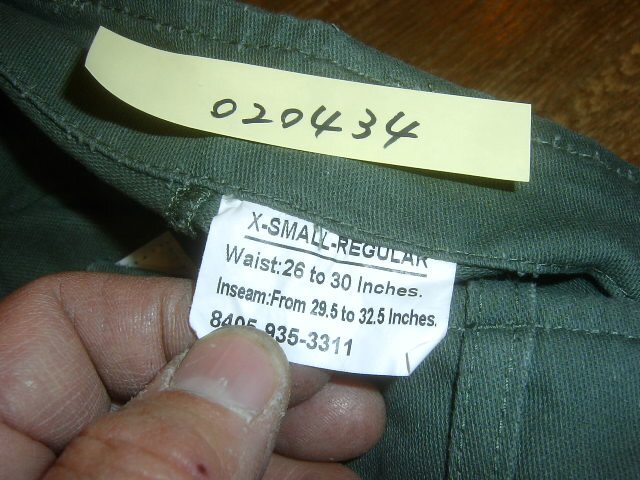 020434
X-SMALL-REGULAR
Waist:26 to 30 Inches.
Inseam:From 29.5 to 32.5 Inches.
8405-935-3311